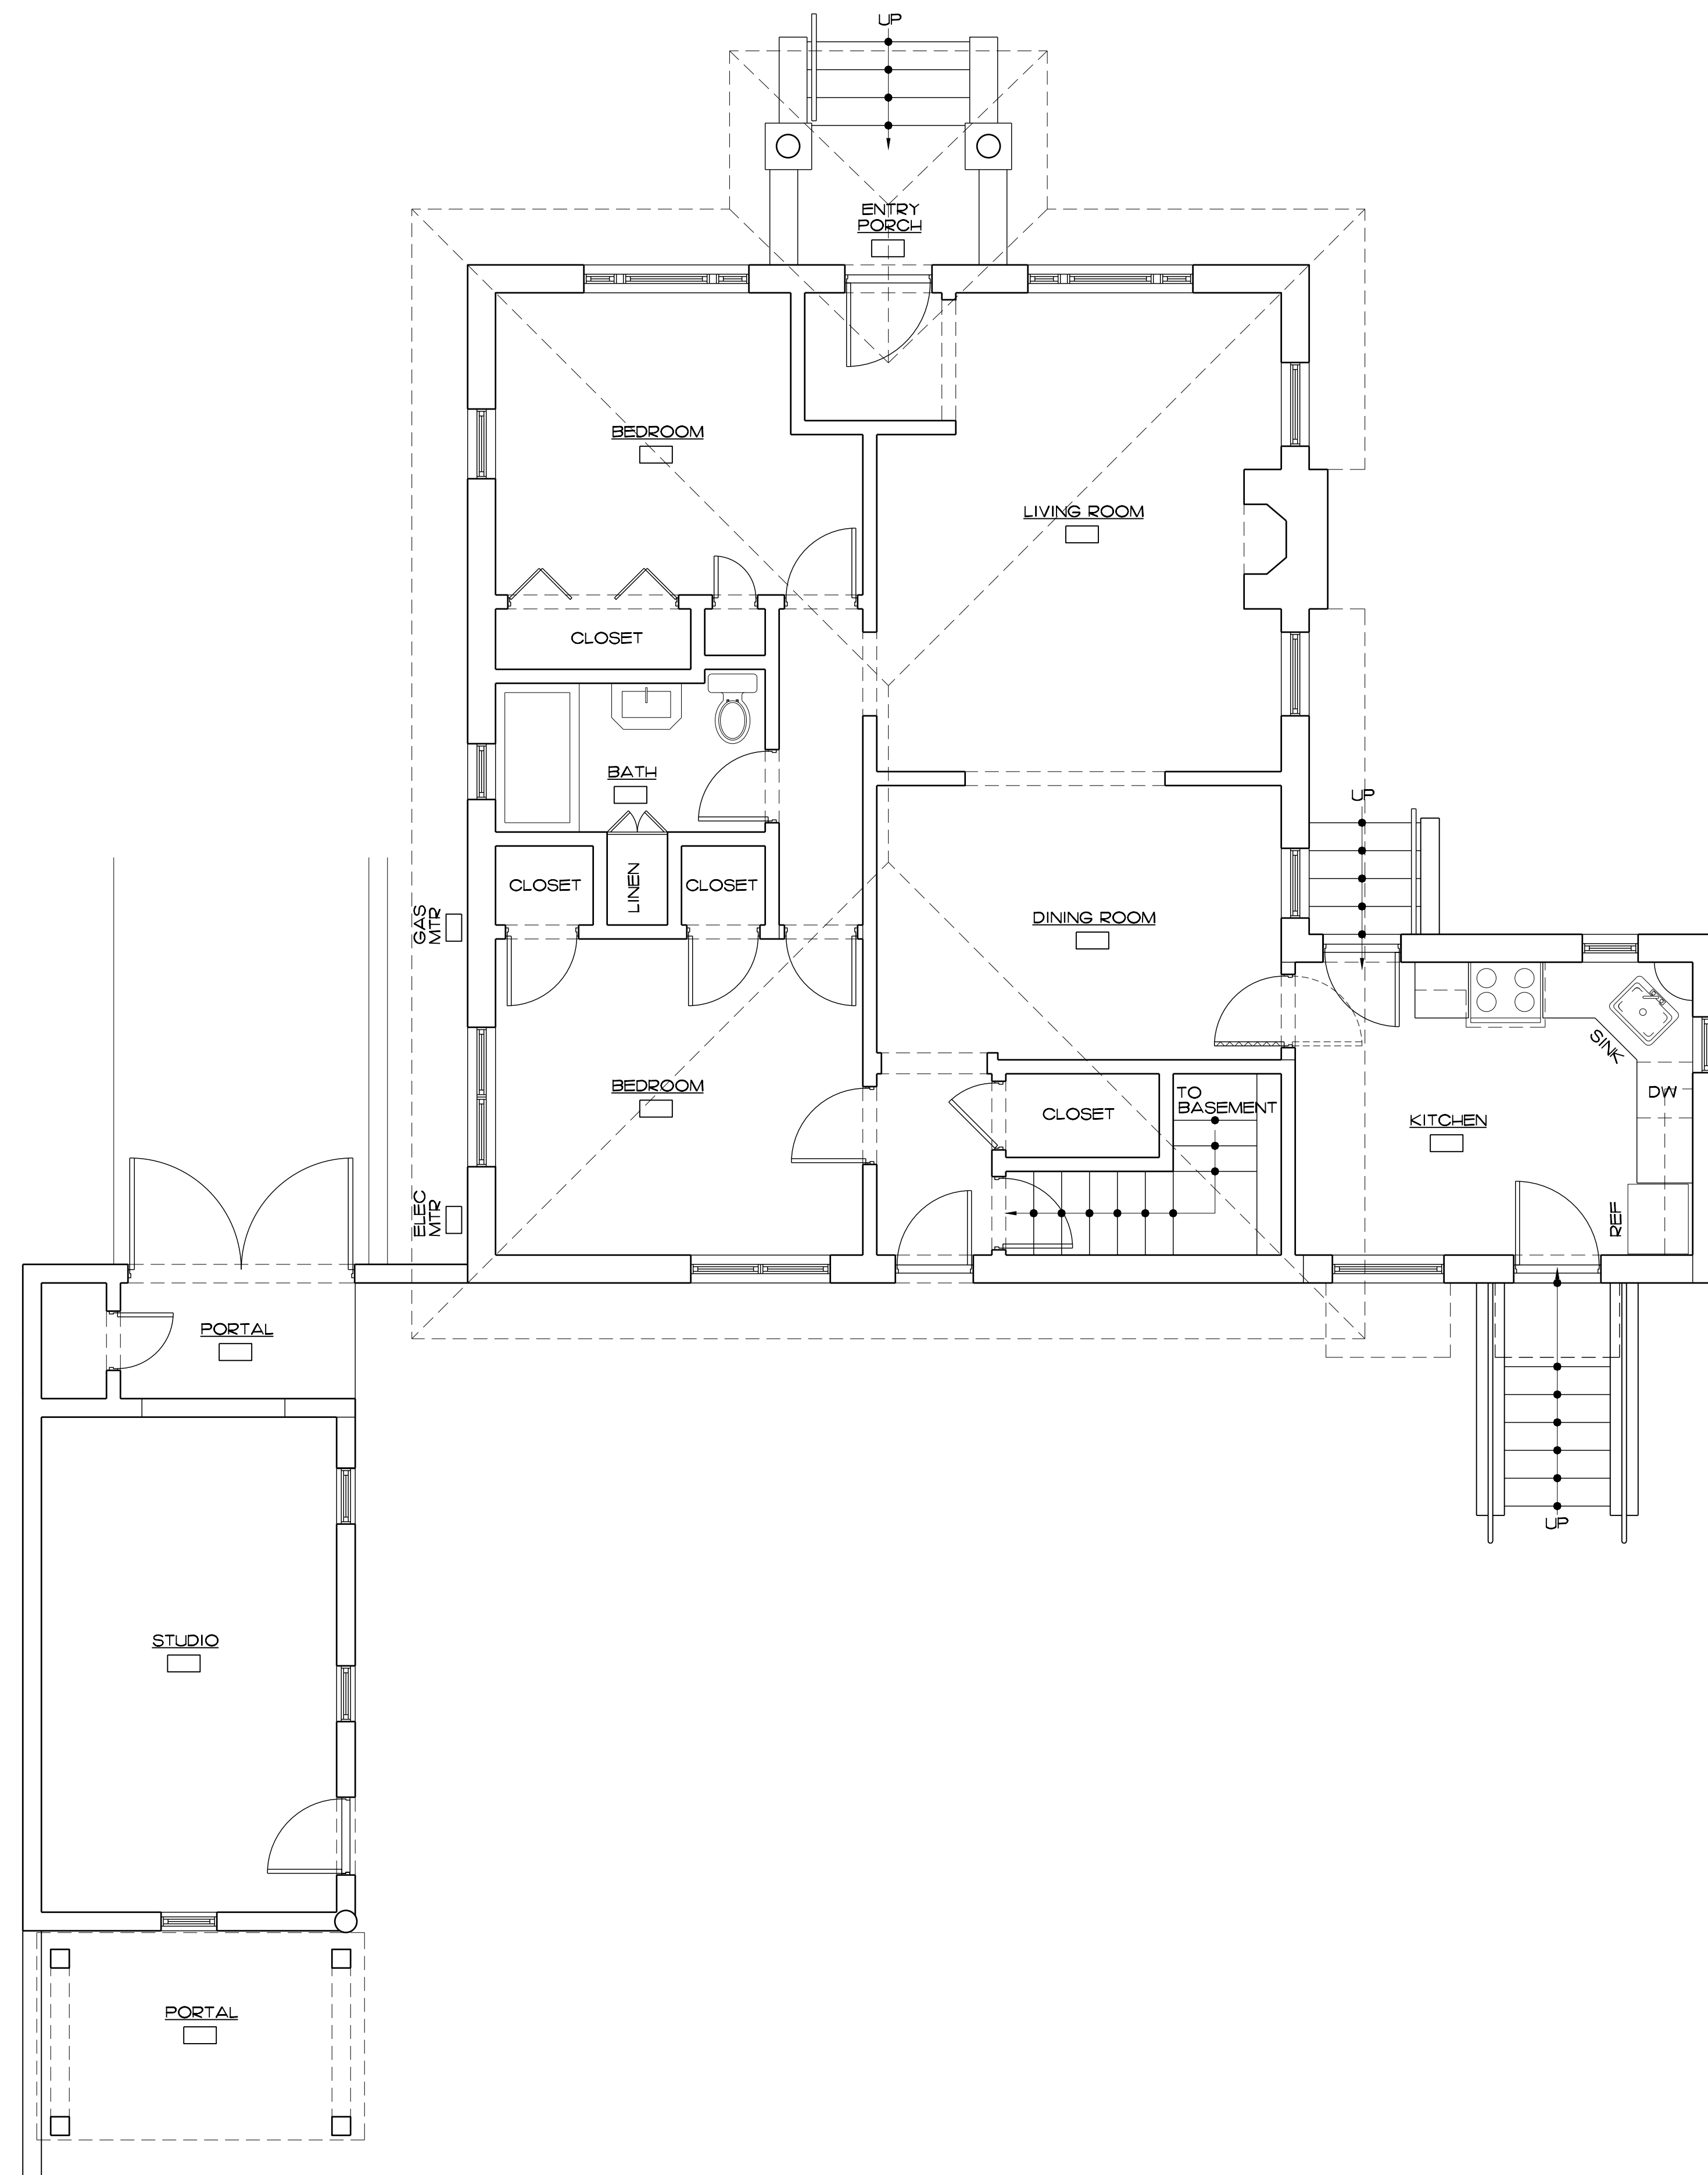 UP
ENTRY
PORCH
BEDROOM
LIVING ROOM
CLOSET
BATH
UP
CLOSET
LINEN
CLOSET
GAS
MTR
DINING ROOM
SINK
BEDROOM
CLOSET
TO
BASEMENT
KITCHEN
DW
ELEC
MTR
REF
PORTAL
UP
STUDIO
PORTAL